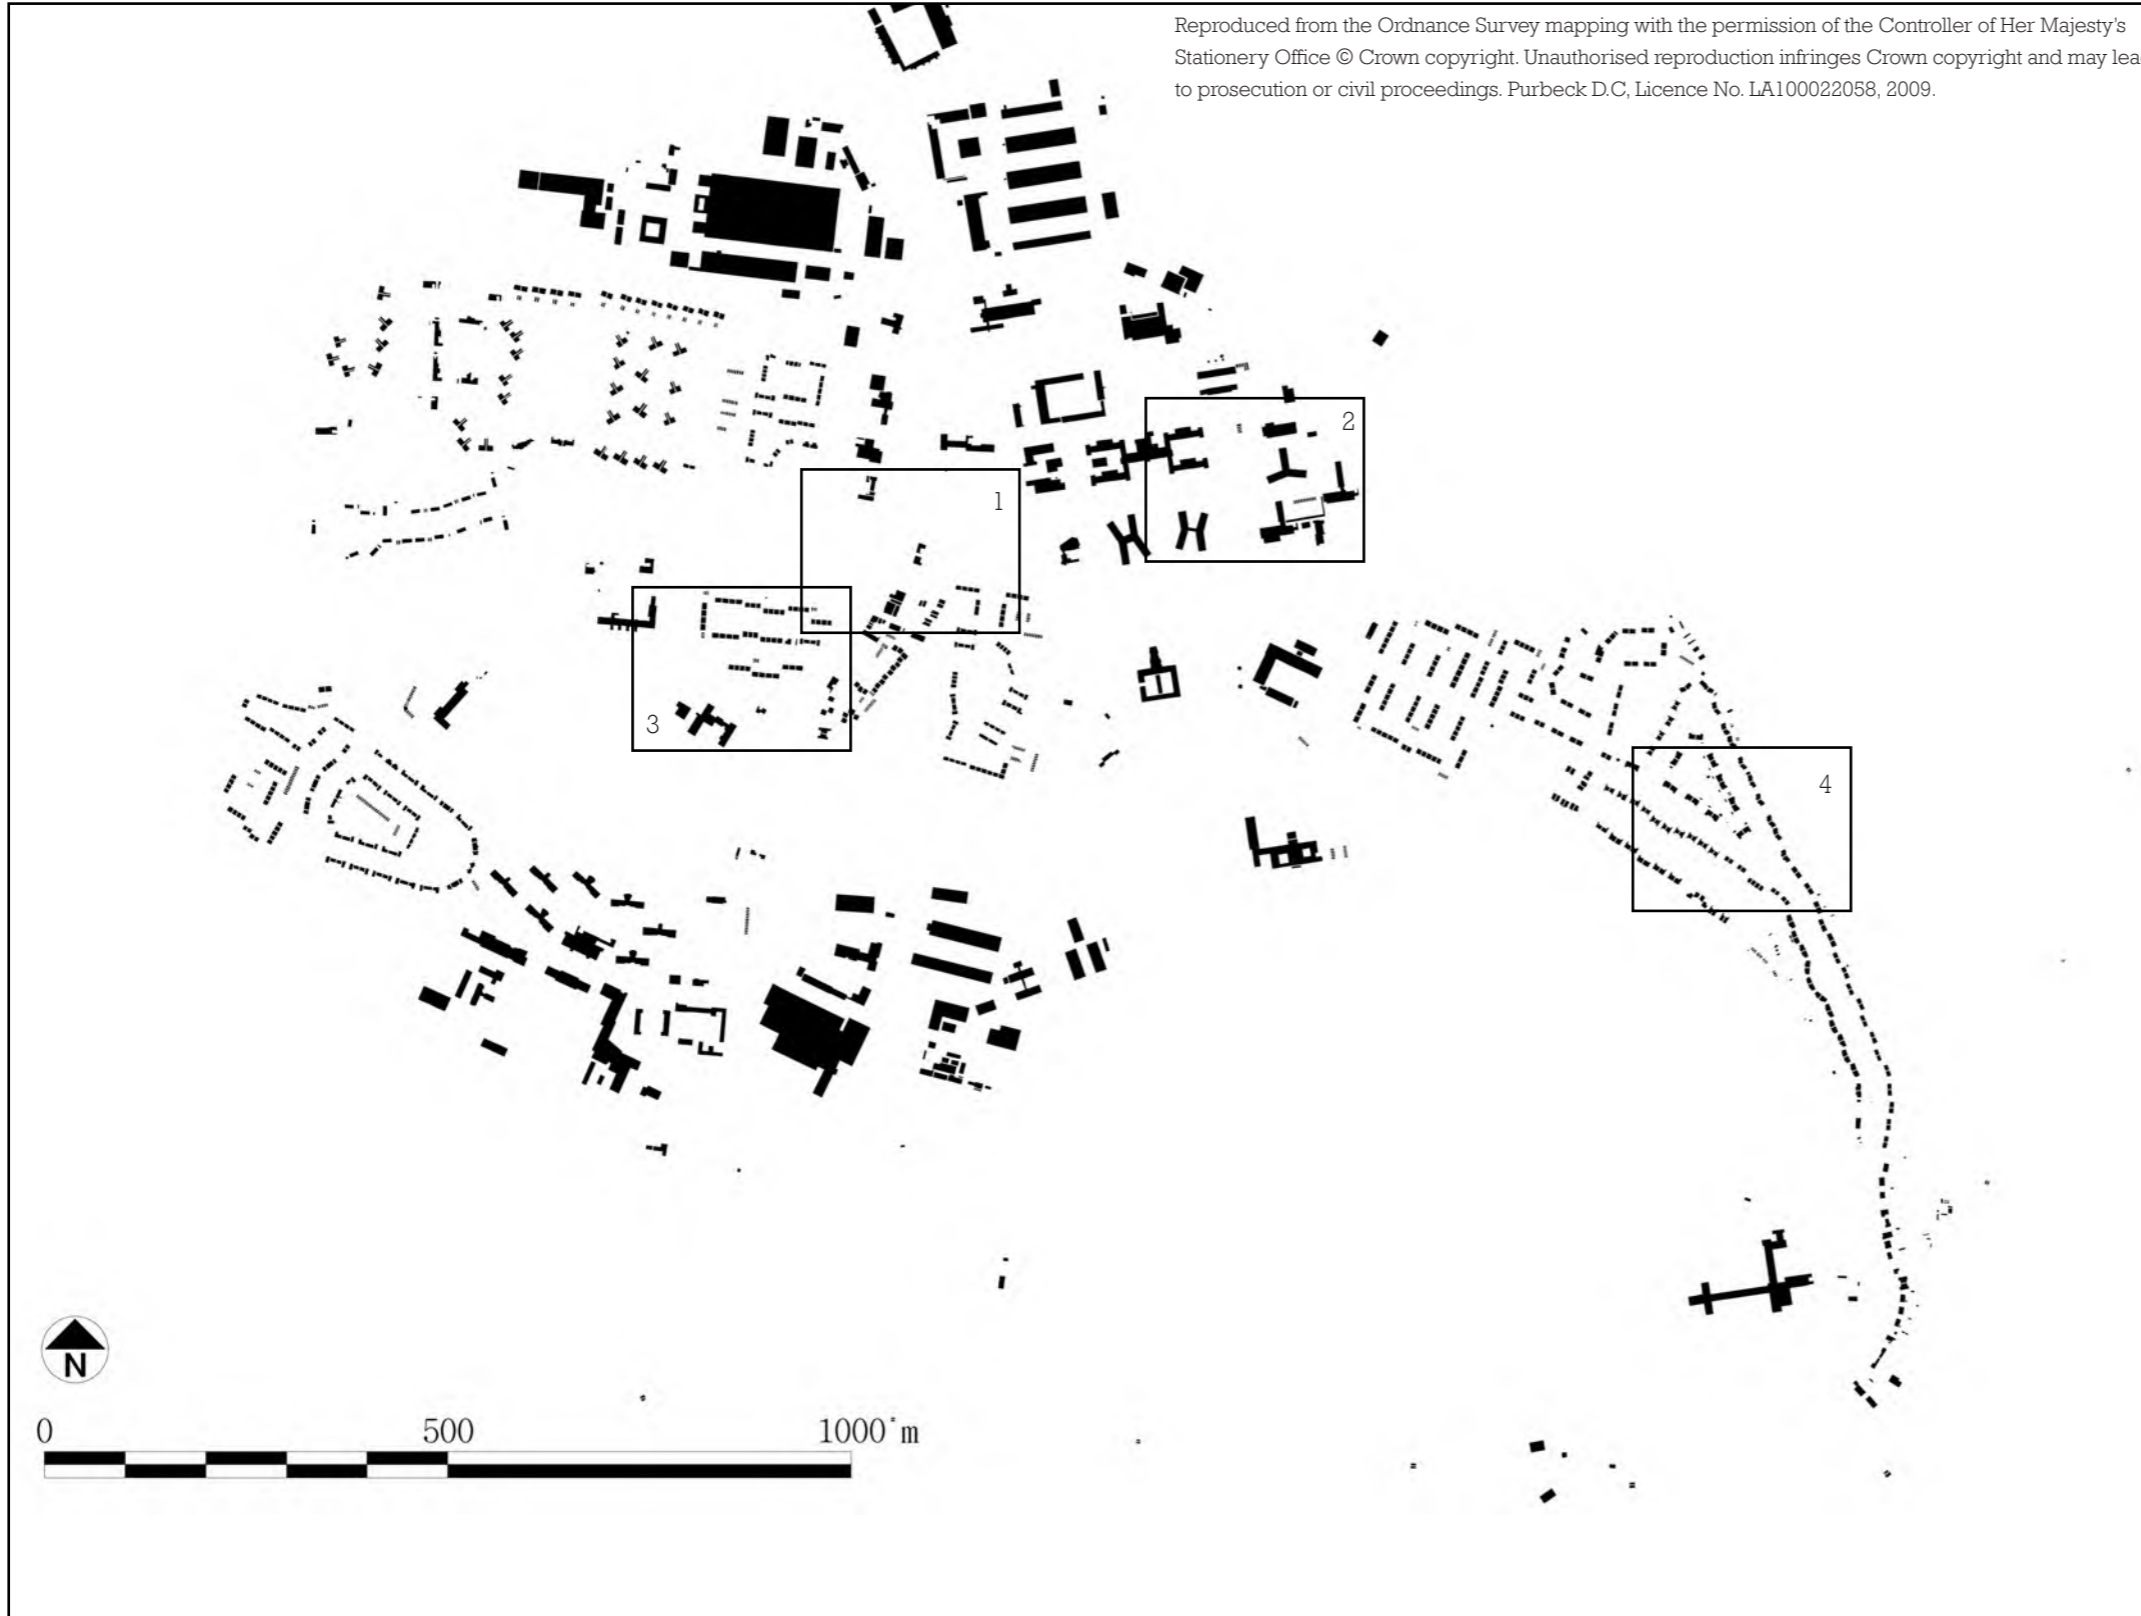 Reproduced from the Ordnance Survey mapping with the permission of the Controller of Her Majesty's
Stationery Office © Crown copyright. Unauthorised reproduction infringes Crown copyright and may lea
to prosecution or civil proceedings. Purbeck D.C, Licence No. LA100022058, 2009.
2
1
3
4
N
0 500 1000 m